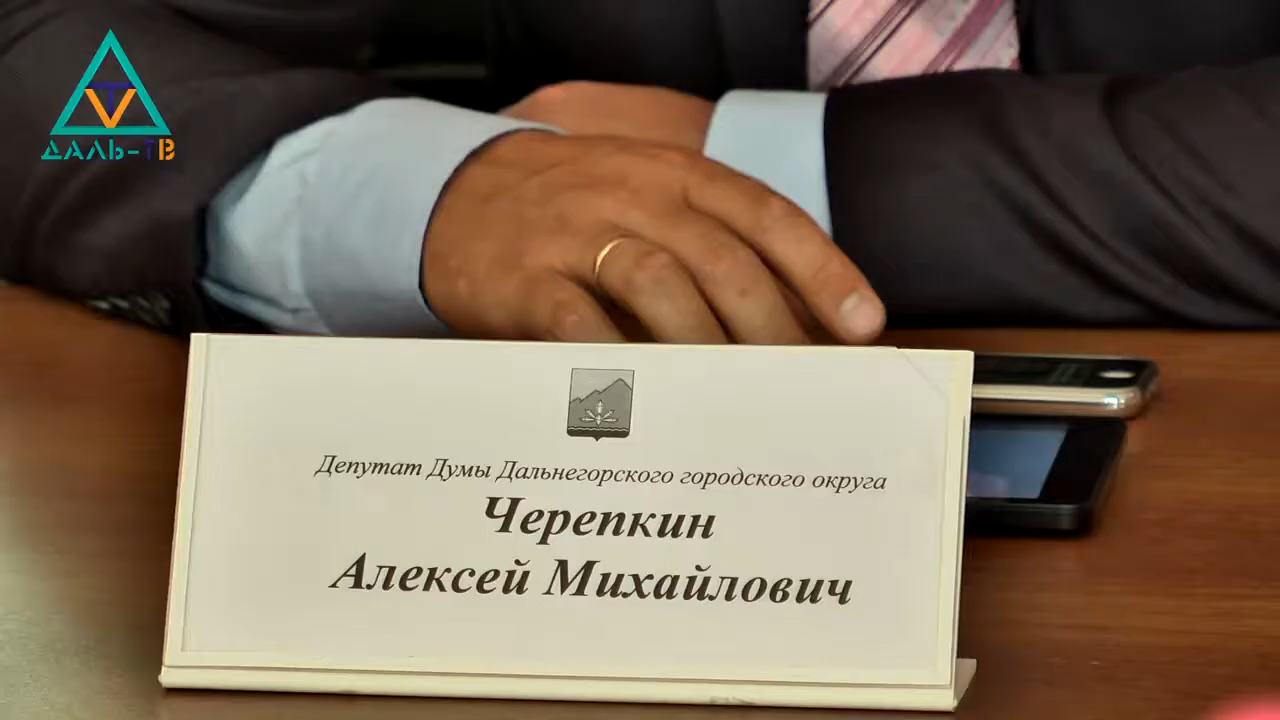 ДАЛЬ-ТВ
Депутат Думы Дальнегорского городского округа
Черепкин
Алексей Михайлович